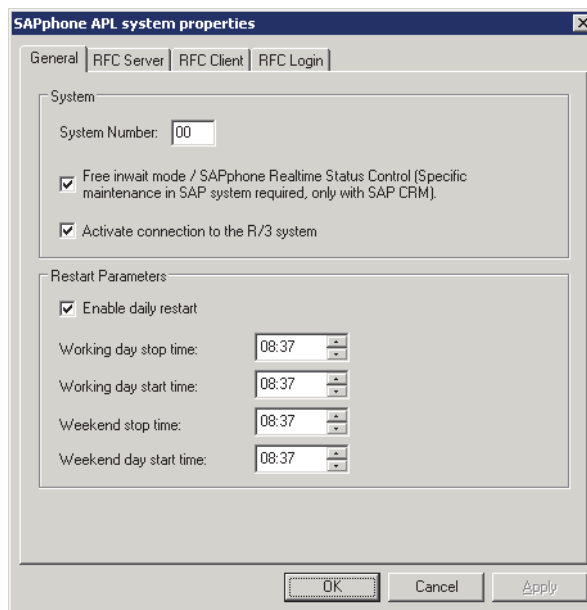 SAPphone APL system properties
General RFC Server RFC Client RFC Login
System
System Number: 00
Free inwait mode / SAPphone Realtime Status Control (Specific
maintenance in SAP system required, only with SAP CRM).
Activate connection to the R/3 system
Restart Parameters
Enable daily restart
Working day stop time: 08:37
Working day start time: 08:37
Weekend stop time: 08:37
Weekend day start time: 08:37
OK Cancel Apply